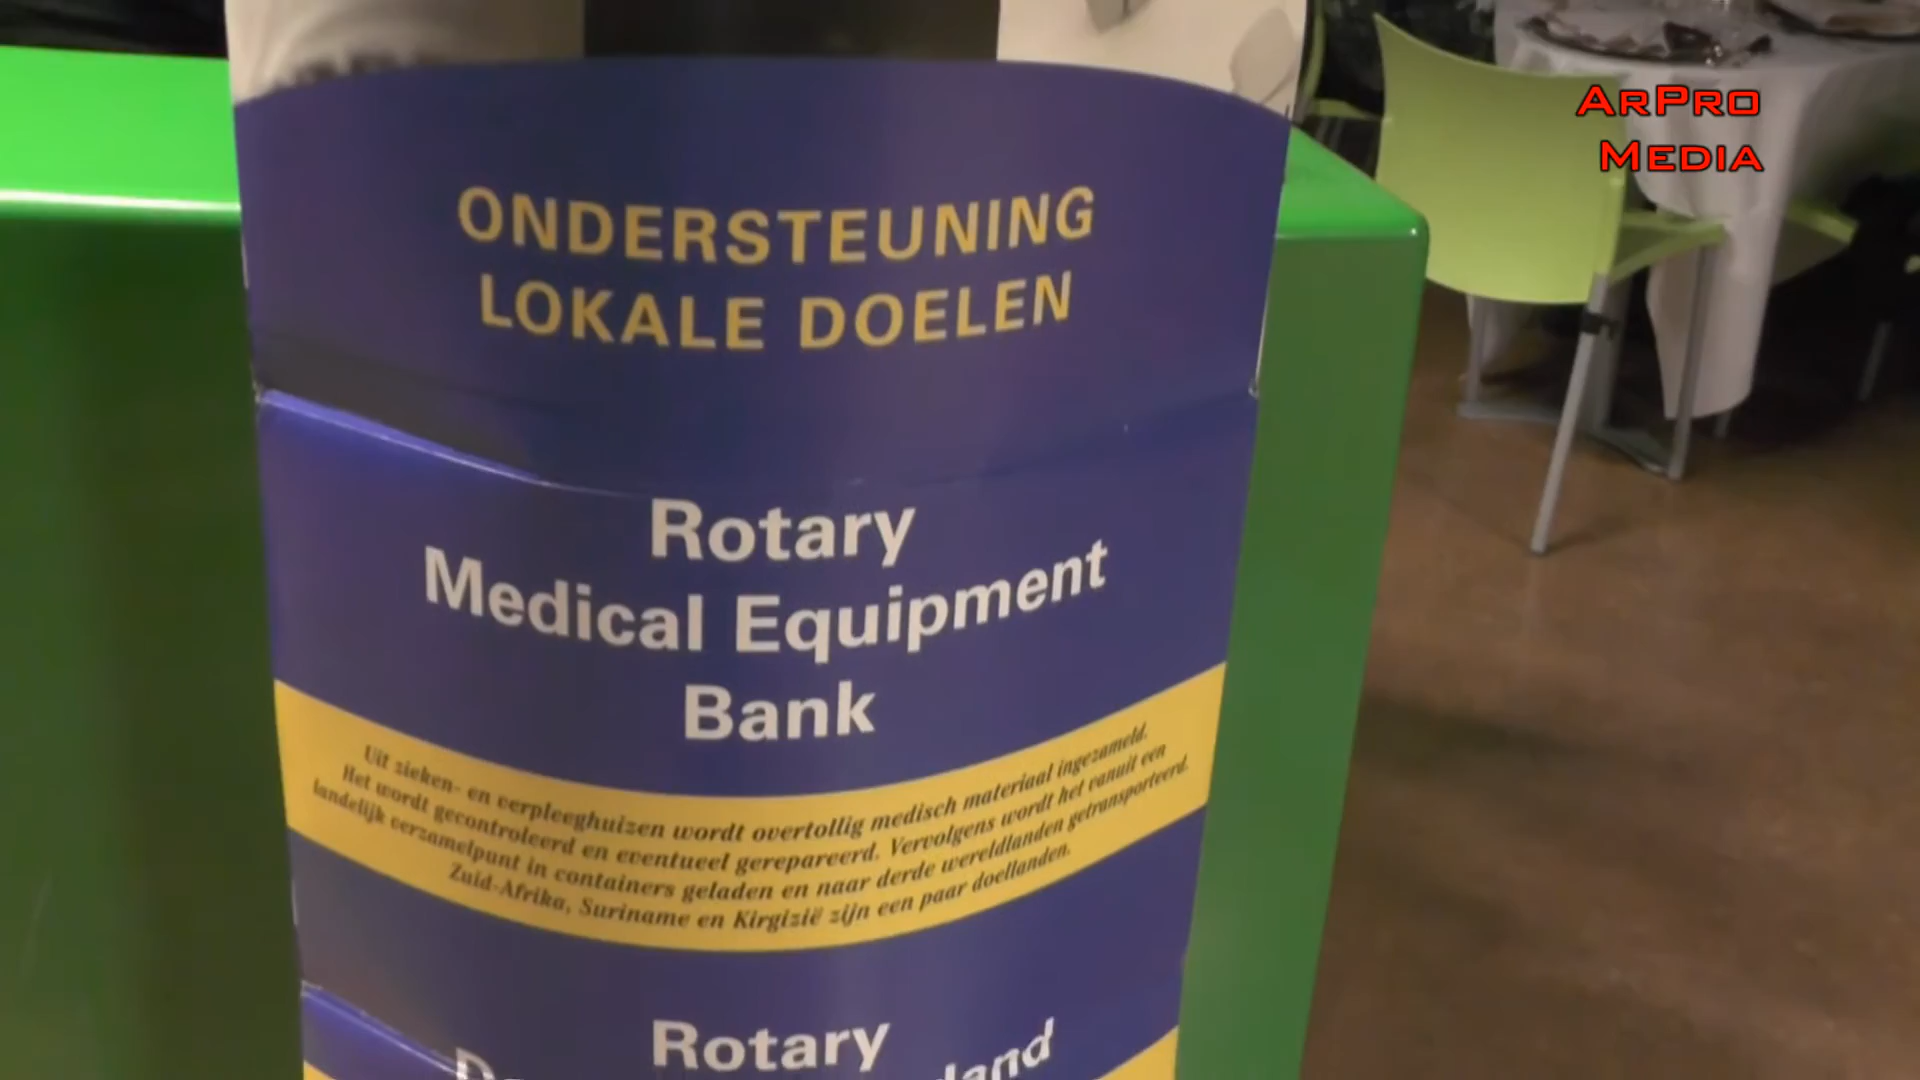 ArPro
Media
ONDERSTEUNING
LOKALE DOELEN
Rotary
Medical Equipment
Bank
Uit zieken- en verpleeghuizen wordt overtollig medisch materiaal ingezameld.
Het wordt gecontroleerd en eventueel gerepareerd. Vervolgens wordt het vanuit een
landelijk verzamelpunt in containers geladen en naar derde wereldlanden getransporteerd.
Zuid-Afrika, Suriname en Kirgizië zijn een paar doellanden.
Rotary